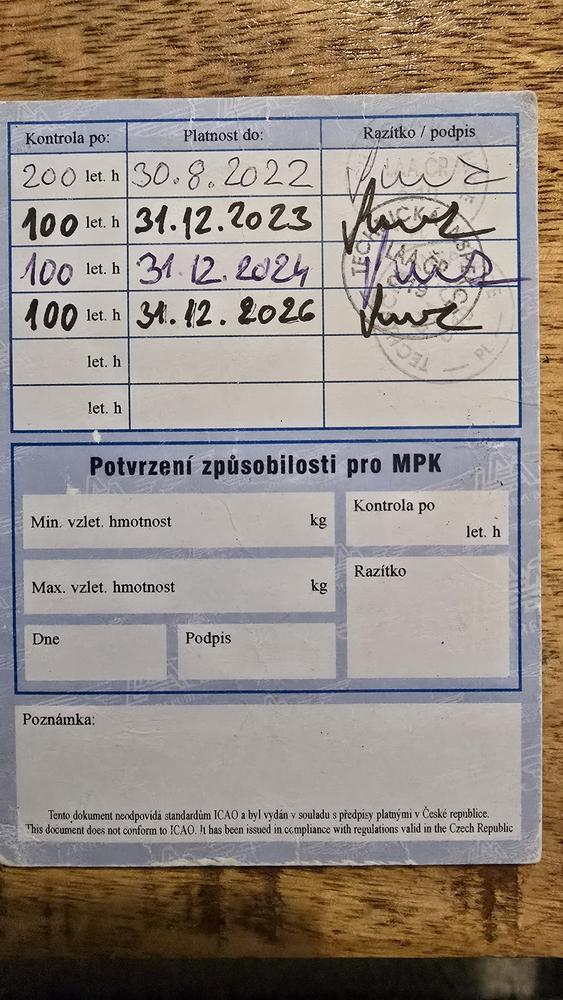 Kontrola po: Platnost do: Razítko / podpis
200 let. h 30.8.2022
100 let. h 31.12.2023
100 let. h 31.12.2024
100 let. h 31.12.2026
let. h
let. h
LAA ČR
Potvrzení způsobilosti pro MPK
Min. vzlet. hmotnost kg
Kontrola po
let. h
Max. vzlet. hmotnost kg
Razítko
Dne Podpis
Poznámka:
Tento dokument neodpovídá standardům ICAO a byl vydán v souladu s předpisy platnými v České republice.
This document does not conform to ICAO. It has been issued in compliance with regulations valid in the Czech Republic